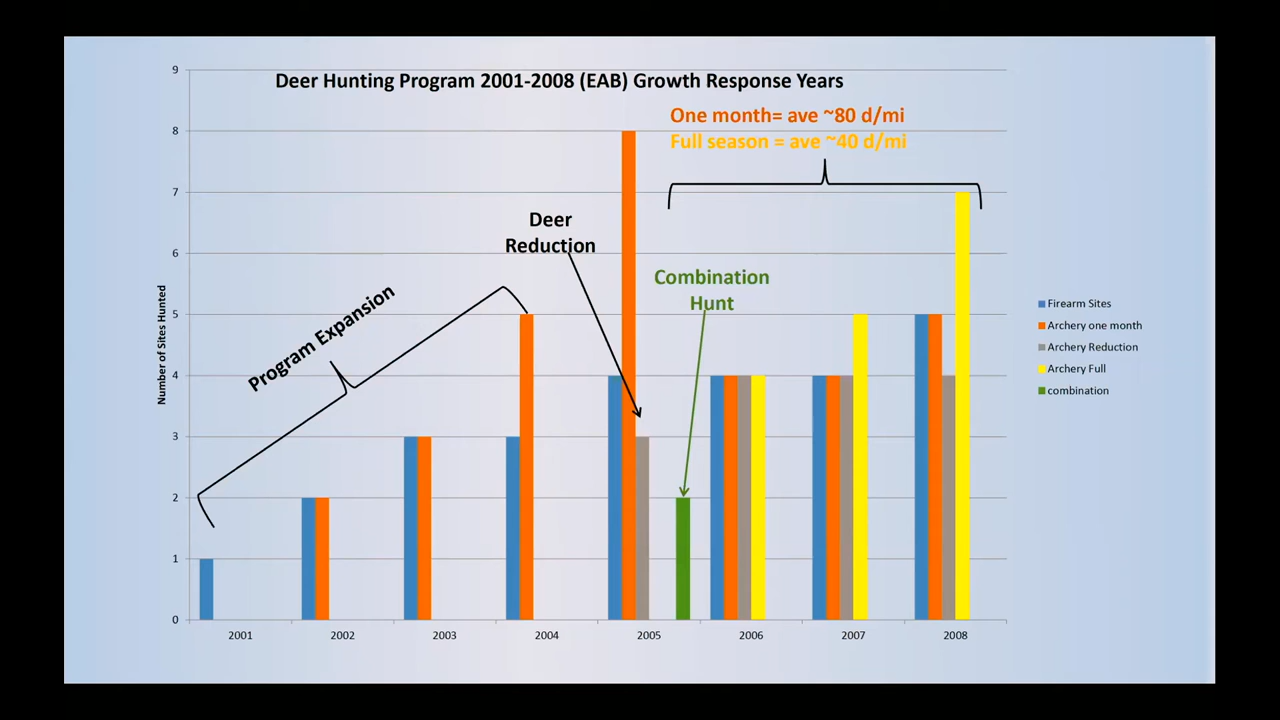 Deer Hunting Program 2001-2008 (EAB) Growth Response Years
One month= ave ~80 d/mi
Full season = ave ~40 d/mi
Deer
Reduction
Combination
Hunt
Program Expansion
Number of Sites Hunted
9
8
7
6
5
4
3
2
1
0
2001
2002
2003
2004
2005
2006
2007
2008
Firearm Sites
Archery one month
Archery Reduction
Archery Full
combination